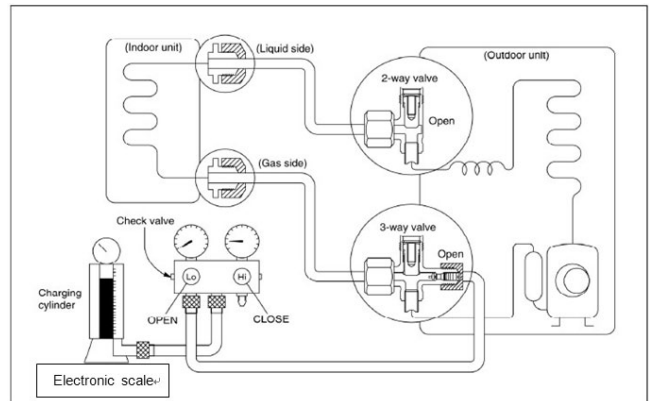 (Indoor unit)
(Liquid side)
(Outdoor unit)
2-way valve
Open
(Gas side)
3-way valve
Open
Check valve
Lo
Hi
OPEN
CLOSE
Charging
cylinder
Electronic scale